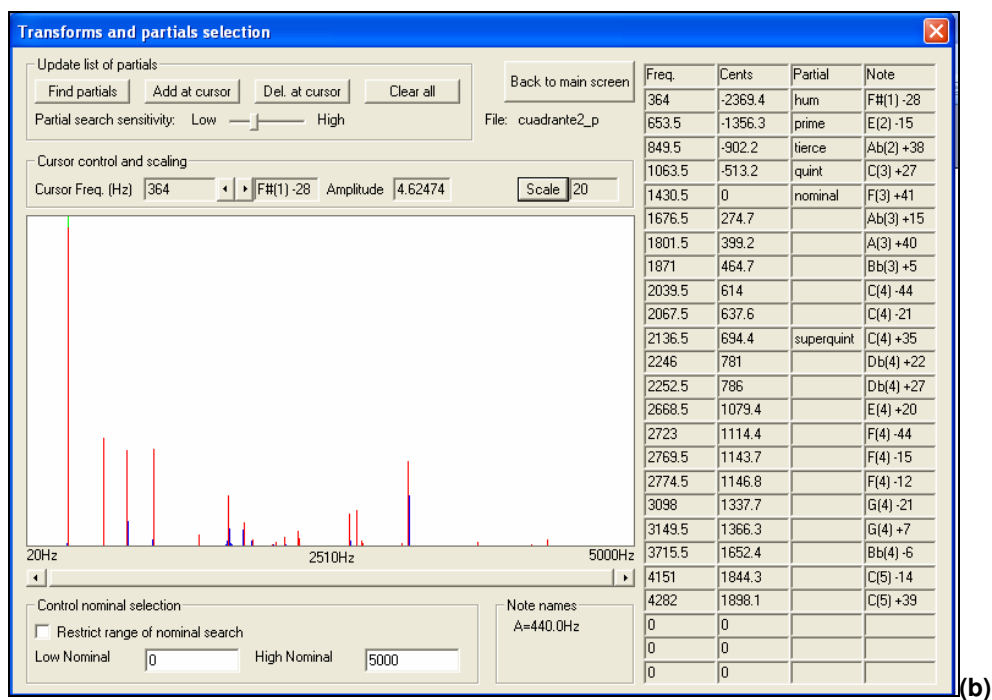 Transforms and partials selection
Update list of partials
Find partials Add at cursor Del. at cursor Clear all
Partial search sensitivity: Low High
Back to main screen
File: cuadrante2_p
Cursor control and scaling
Cursor Freq. (Hz) 364 F#(1) -28 Amplitude 4.62474 Scale 20
20Hz 2510Hz 5000Hz
Control nominal selection
Restrict range of nominal search
Low Nominal 0 High Nominal 5000
Note names
A=440.0Hz
Freq. Cents Partial Note
364 -2369.4 hum F#(1) -28
653.5 -1356.3 prime E(2) -15
849.5 -902.2 tierce Ab(2) +38
1063.5 -513.2 quint C(3) +27
1430.5 0 nominal F(3) +41
1676.5 274.7 Ab(3) +15
1801.5 399.2 A(3) +40
1871 464.7 Bb(3) +5
2039.5 614 C(4) -44
2067.5 637.6 C(4) -21
2136.5 694.4 superquint C(4) +35
2246 781 Db(4) +22
2252.5 786 Db(4) +27
2668.5 1079.4 E(4) +20
2723 1114.4 F(4) -44
2769.5 1143.7 F(4) -15
2774.5 1146.8 F(4) -12
3098 1337.7 G(4) -21
3149.5 1366.3 G(4) +7
3715.5 1652.4 Bb(4) -6
4151 1844.3 C(5) -14
4282 1898.1 C(5) +39
0 0
0 0
0 0
(b)